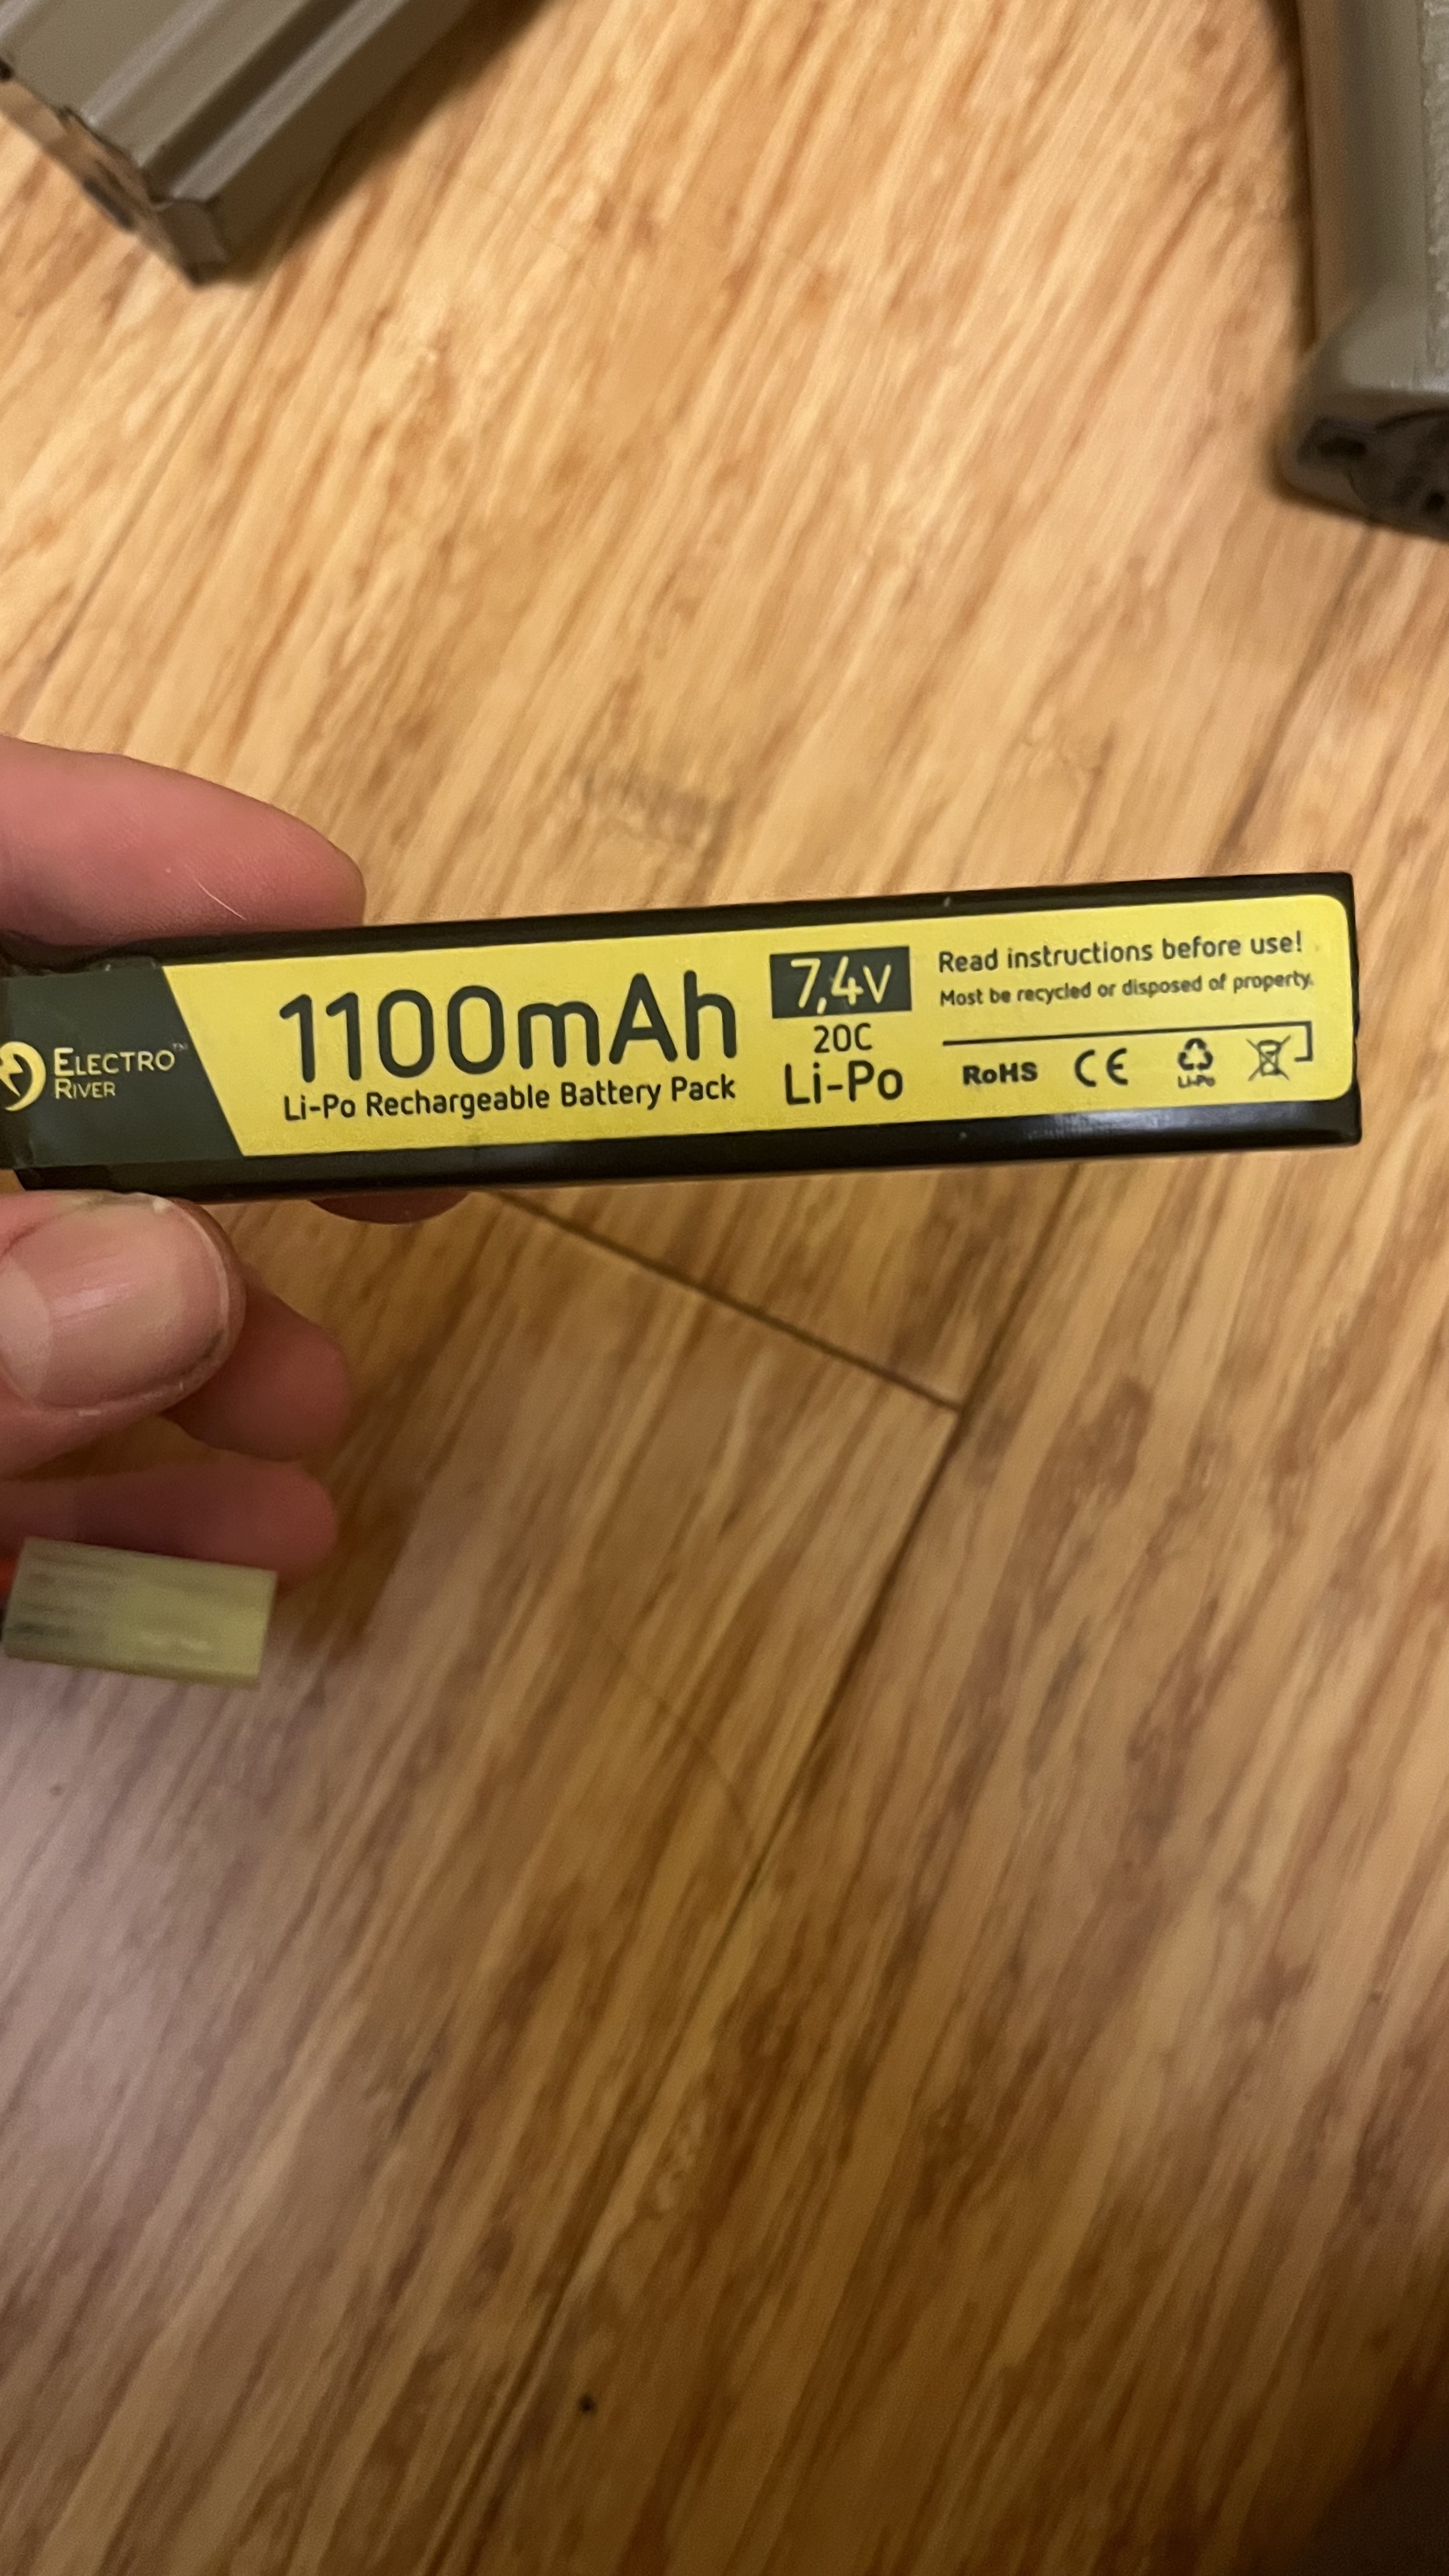 ELECTRO™
RIVER
1100mAh
Li-Po Rechargeable Battery Pack
7,4v
20C
Li-Po
Read instructions before use!
Most be recycled or disposed of property.
RoHS CE Li-Po